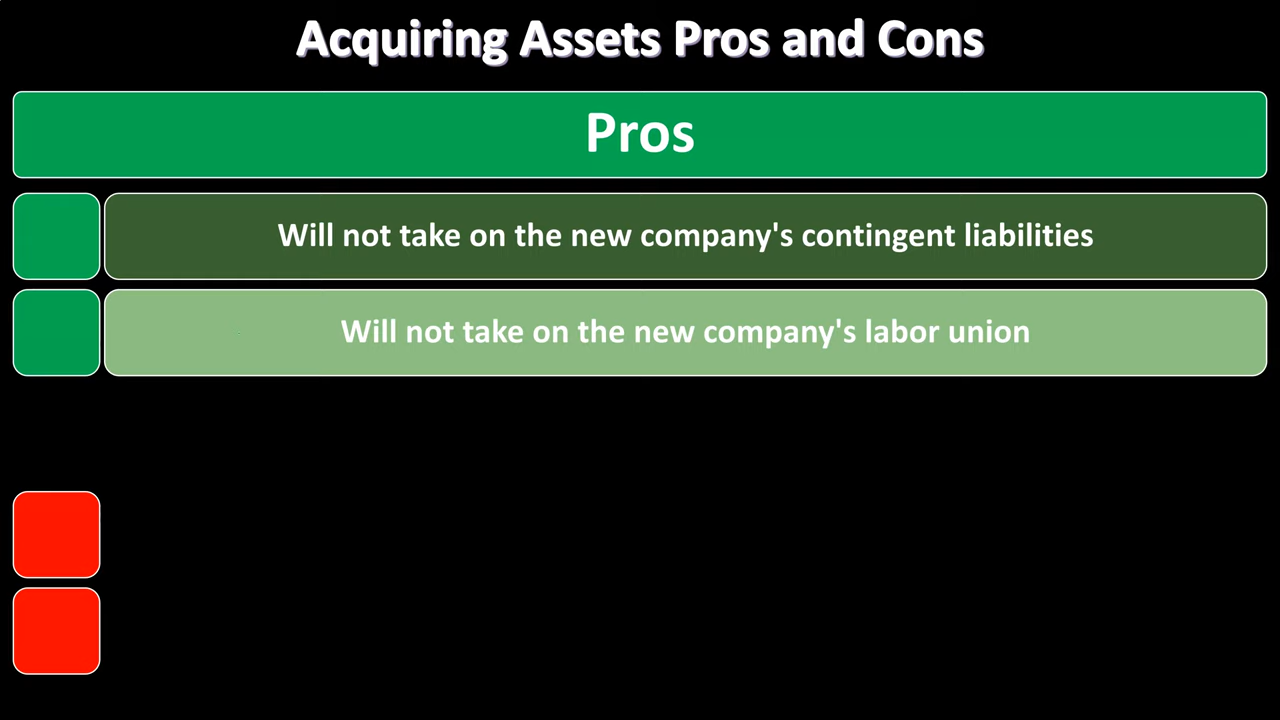 Acquiring Assets Pros and Cons
Pros
Will not take on the new company's contingent liabilities
Will not take on the new company's labor union